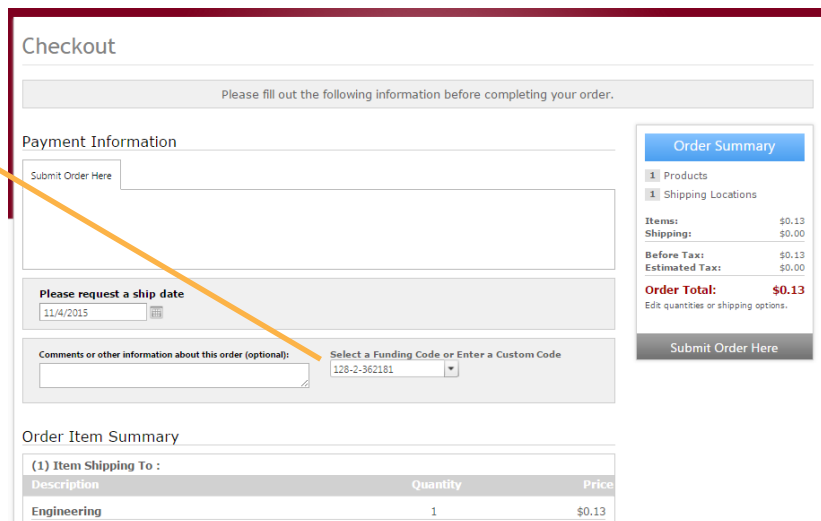 Checkout
Please fill out the following information before completing your order.
Payment Information
Submit Order Here
Please request a ship date
11/4/2015
Comments or other information about this order (optional):
Select a Funding Code or Enter a Custom Code
128-2-362181
Order Item Summary
(1) Item Shipping To :
Description Quantity Price
Engineering 1 $0.13
Order Summary
1 Products
1 Shipping Locations
Items: $0.13
Shipping: $0.00
Before Tax: $0.13
Estimated Tax: $0.00
Order Total: $0.13
Edit quantities or shipping options.
Submit Order Here